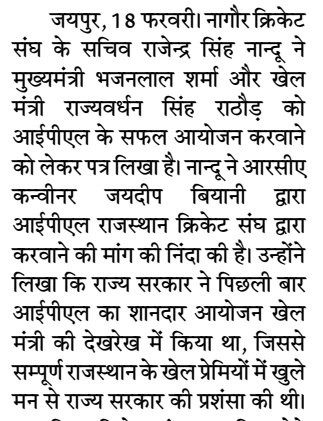 जयपुर, 18 फरवरी। नागौर क्रिकेट
संघ के सचिव राजेन्द्र सिंह नान्दू ने
मुख्यमंत्री भजनलाल शर्मा और खेल
मंत्री राज्यवर्धन सिंह राठौड़ को
आईपीएल के सफल आयोजन करवाने
को लेकर पत्र लिखा है। नान्दू ने आरसीए
कन्वीनर जयदीप बियानी द्वारा
आईपीएल राजस्थान क्रिकेट संघ द्वारा
करवाने की मांग की निंदा की है। उन्होंने
लिखा कि राज्य सरकार ने पिछली बार
आईपीएल का शानदार आयोजन खेल
मंत्री की देखरेख में किया था, जिससे
सम्पूर्ण राजस्थान के खेल प्रेमियों में खुले
मन से राज्य सरकार की प्रशंसा की थी।